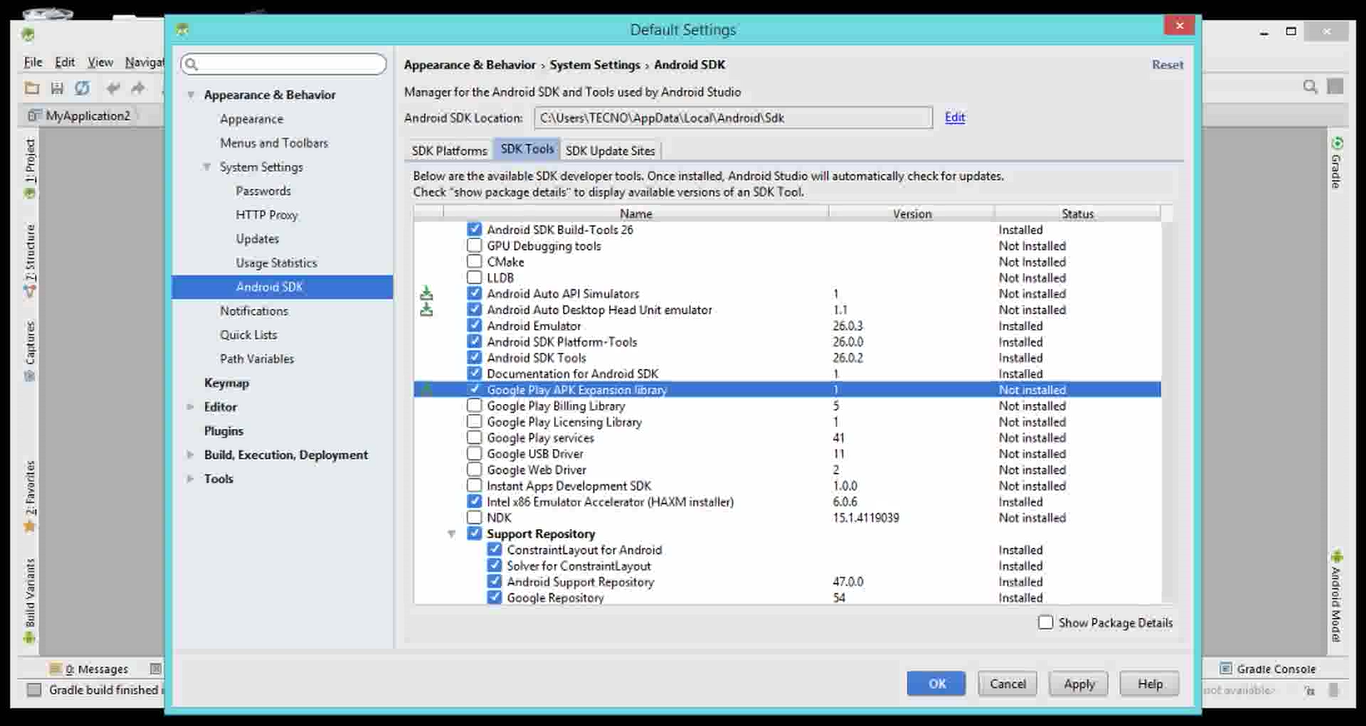 Default Settings
File Edit View
MyApplication2
1: Project
7: Structure
Captures
2: Favorites
Build Variants
0: Messages
Gradle build finished
Appearance & Behavior
Appearance
Menus and Toolbars
System Settings
Passwords
HTTP Proxy
Updates
Usage Statistics
Android SDK
Notifications
Quick Lists
Path Variables
Keymap
Editor
Plugins
Build, Execution, Deployment
Tools
Appearance & Behavior › System Settings › Android SDK Reset
Manager for the Android SDK and Tools used by Android Studio
Android SDK Location: C:\Users\TECNO\AppData\Local\Android\Sdk Edit
SDK Platforms SDK Tools SDK Update Sites
Below are the available SDK developer tools. Once installed, Android Studio will automatically check for updates.
Check "show package details" to display available versions of an SDK Tool.
Name Version Status
Android SDK Build-Tools 26 Installed
GPU Debugging tools Not Installed
CMake Not Installed
LLDB Not Installed
Android Auto API Simulators 1 Not installed
Android Auto Desktop Head Unit emulator 1.1 Not installed
Android Emulator 26.0.3 Installed
Android SDK Platform-Tools 26.0.0 Installed
Android SDK Tools 26.0.2 Installed
Documentation for Android SDK 1 Installed
Google Play APK Expansion library 1 Not installed
Google Play Billing Library 5 Not installed
Google Play Licensing Library 1 Not installed
Google Play services 41 Not installed
Google USB Driver 11 Not installed
Google Web Driver 2 Not installed
Instant Apps Development SDK 1.0.0 Not installed
Intel x86 Emulator Accelerator (HAXM installer) 6.0.6 Installed
NDK 15.1.4119039 Not installed
Support Repository
ConstraintLayout for Android Installed
Solver for ConstraintLayout Installed
Android Support Repository 47.0.0 Installed
Google Repository 54 Installed
Show Package Details
OK Cancel Apply Help
Gradle
Android Model
Gradle Console